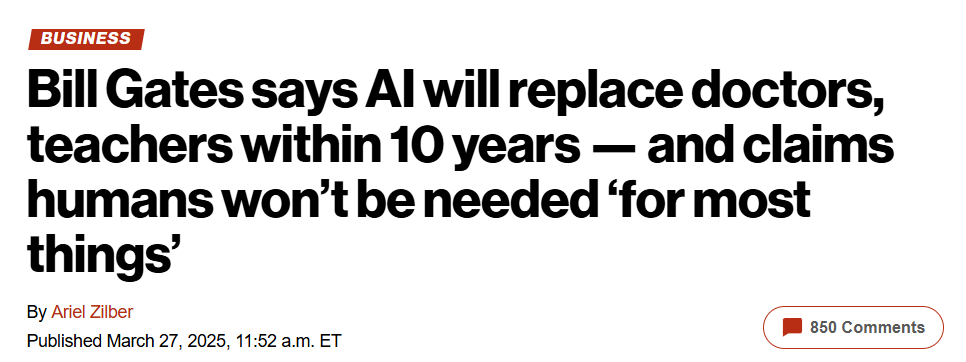 BUSINESS
Bill Gates says AI will replace doctors,
teachers within 10 years — and claims
humans won’t be needed ‘for most
things’
By Ariel Zilber
Published March 27, 2025, 11:52 a.m. ET
850 Comments